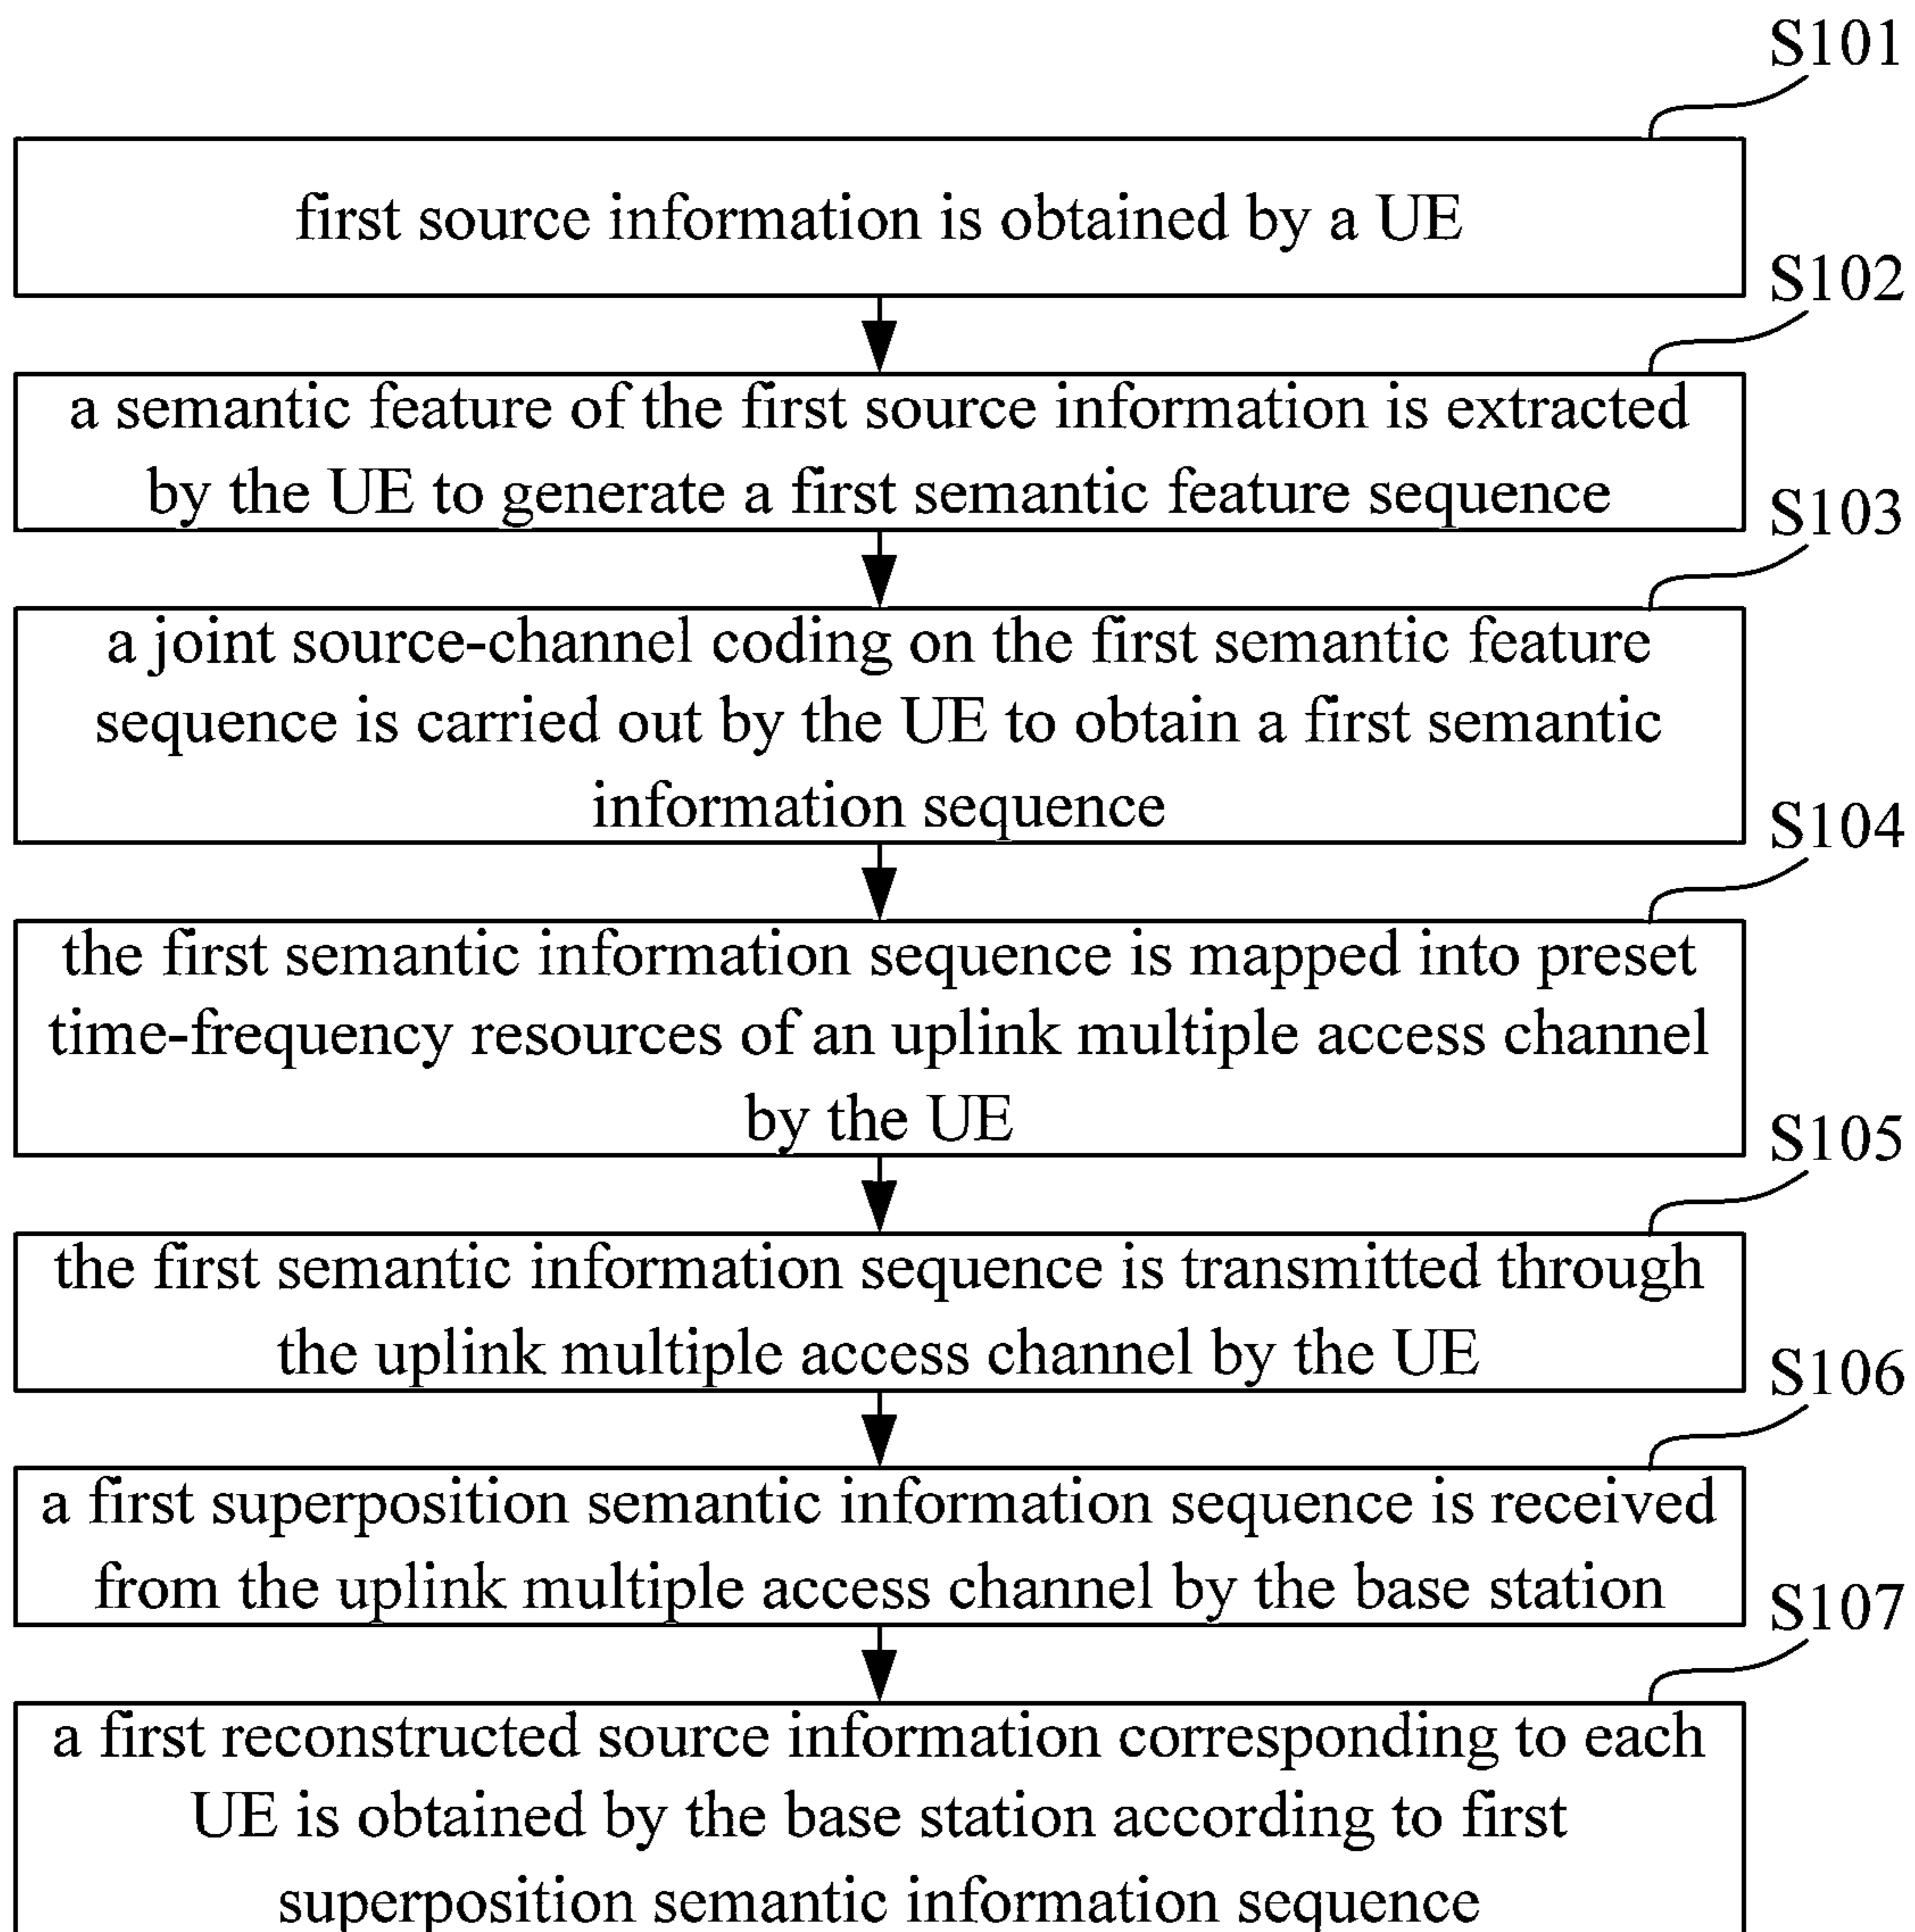 S101
first source information is obtained by a UE
S102
a semantic feature of the first source information is extracted
by the UE to generate a first semantic feature sequence
S103
a joint source-channel coding on the first semantic feature
sequence is carried out by the UE to obtain a first semantic
information sequence
S104
the first semantic information sequence is mapped into preset
time-frequency resources of an uplink multiple access channel
by the UE
S105
the first semantic information sequence is transmitted through
the uplink multiple access channel by the UE
S106
a first superposition semantic information sequence is received
from the uplink multiple access channel by the base station
S107
a first reconstructed source information corresponding to each
UE is obtained by the base station according to first
superposition semantic information sequence